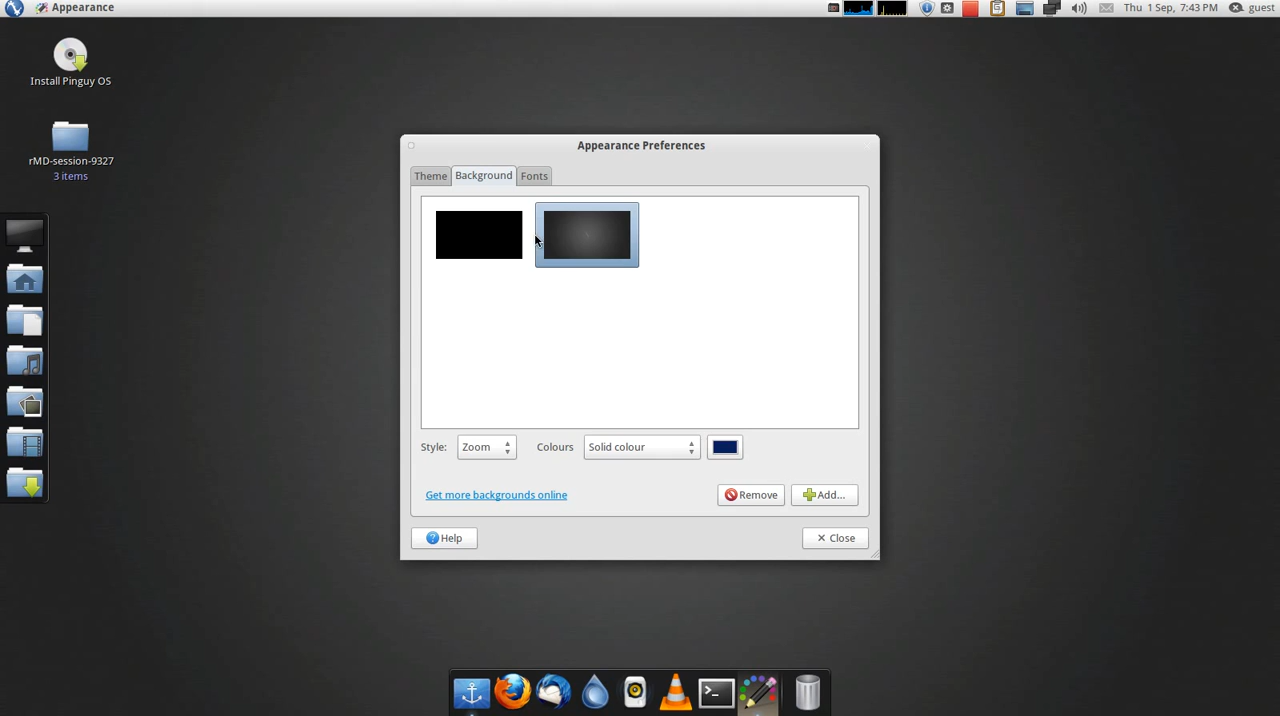 Appearance
Thu 1 Sep, 7:43 PM
guest
Install Pinguy OS
rMD-session-9327
3 items
Appearance Preferences
Theme
Background
Fonts
Style:
Zoom
Colours
Solid colour
Get more backgrounds online
Remove
Add...
Help
Close